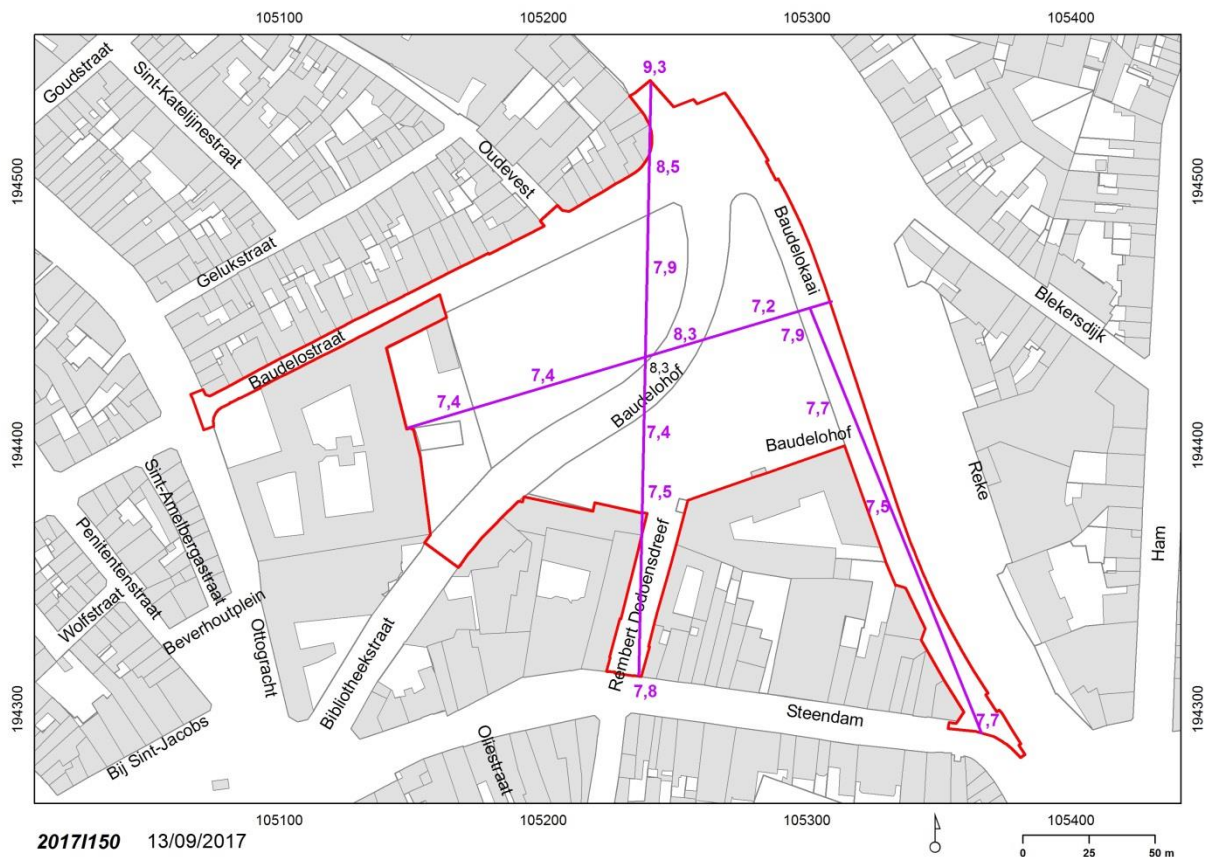 105100 105200 105300 105400
9,3
Goudstraat
Sint-Katelijnestraat
Oudevest
8,5
194500
194500
Baudelokaai
Gelukstraat
7,9
Blekersdijk
7,2
7,9
8,3
8,3
Baudelostraat
7,4
7,4
Baudelohof
7,7
7,4
Baudelohof
194400
194400
Sint-Amelbergastraat
Reke
7,5
7,5
Penitentenstraat
Ham
Wolfstraat
Beverhoutplein
Ottogracht
Rembert Dodoensdreef
Bibliotheekstraat
7,8
Steendam
7,7
194300
194300
Bij Sint-Jacobs
Oliestraat
105100 105200 105300 105400
2017I150 13/09/2017
0 25 50 m